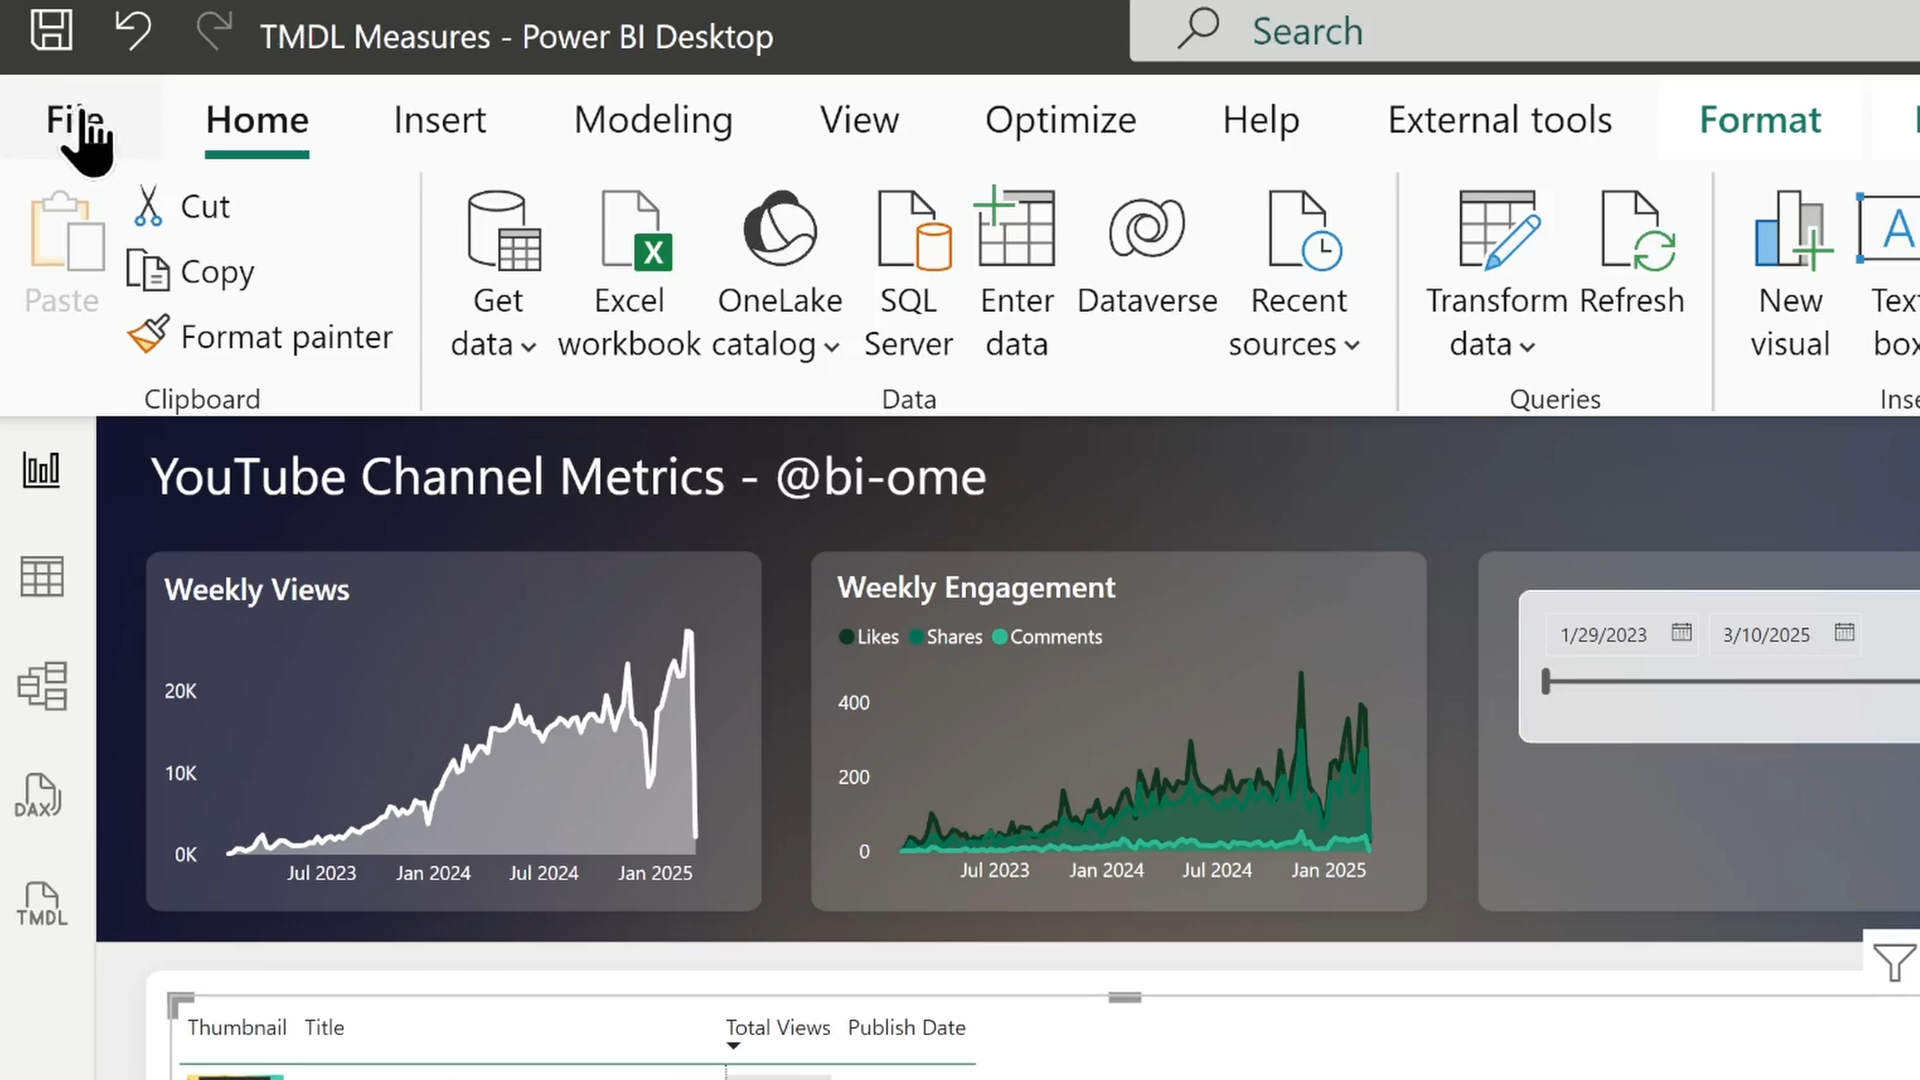 TMDL Measures - Power BI Desktop
Search
File
Home
Insert
Modeling
View
Optimize
Help
External tools
Format
Paste
Cut
Copy
Format painter
Clipboard
Get data
Excel workbook
OneLake catalog
SQL Server
Enter data
Dataverse
Recent sources
Data
Transform data
Refresh
Queries
New visual
YouTube Channel Metrics - @bi-ome
Weekly Views
20K
10K
0K
Jul 2023
Jan 2024
Jul 2024
Jan 2025
Weekly Engagement
Likes
Shares
Comments
400
200
0
Jul 2023
Jan 2024
Jul 2024
Jan 2025
1/29/2023
3/10/2025
DAX
TMDL
Thumbnail
Title
Total Views
Publish Date